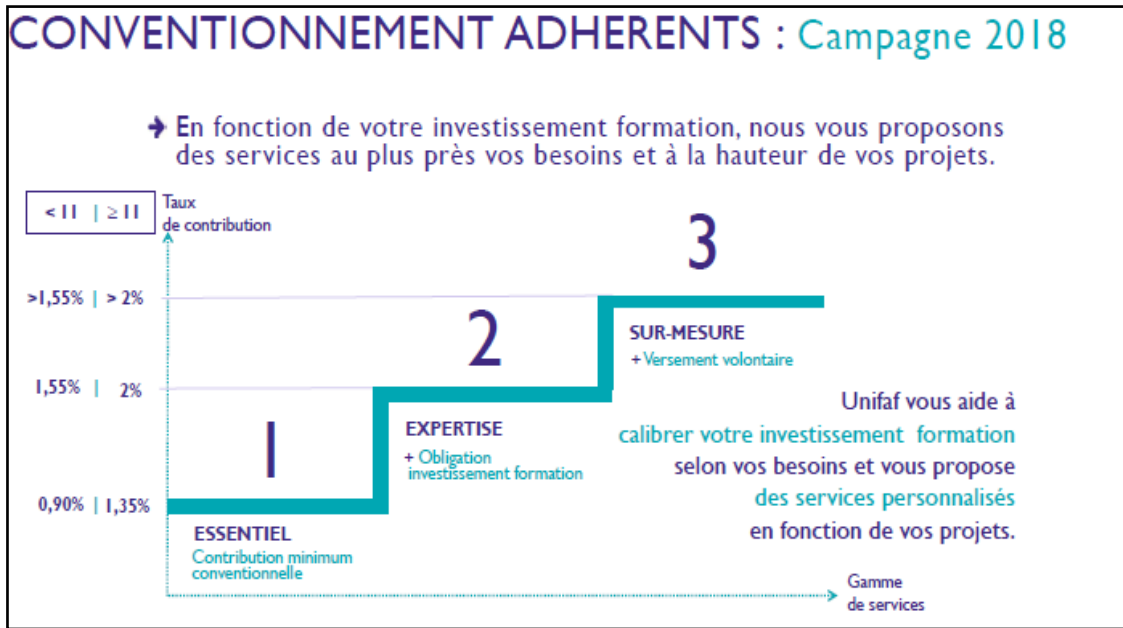 CONVENTIONNEMENT ADHERENTS : Campagne 2018
→ En fonction de votre investissement formation, nous vous proposons
des services au plus près vos besoins et à la hauteur de vos projets.
< 11 | ≥ 11
Taux
de contribution
3
>1,55% | > 2%
2
SUR-MESURE
+ Versement volontaire
1,55% | 2%
1
EXPERTISE
+ Obligation
investissement formation
Unifaf vous aide à
calibrer votre investissement formation
selon vos besoins et vous propose
des services personnalisés
en fonction de vos projets.
0,90% | 1,35%
ESSENTIEL
Contribution minimum
conventionnelle
Gamme
de services